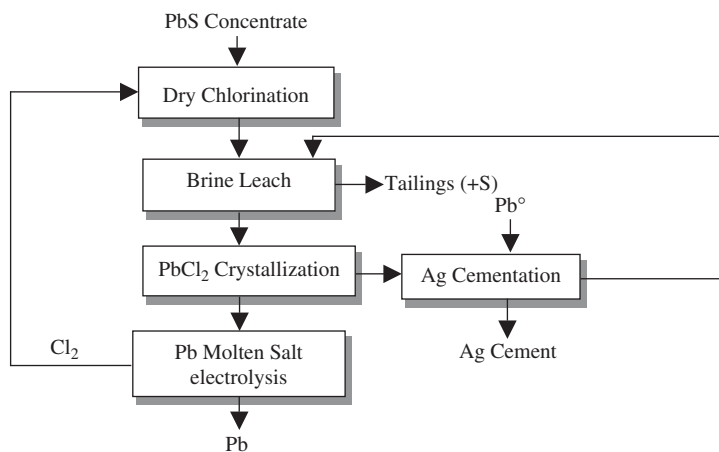 PbS Concentrate
Dry Chlorination
Brine Leach
Tailings (+S)
Pb°
PbCl₂ Crystallization
Ag Cementation
Cl₂
Pb Molten Salt
electrolysis
Ag Cement
Pb